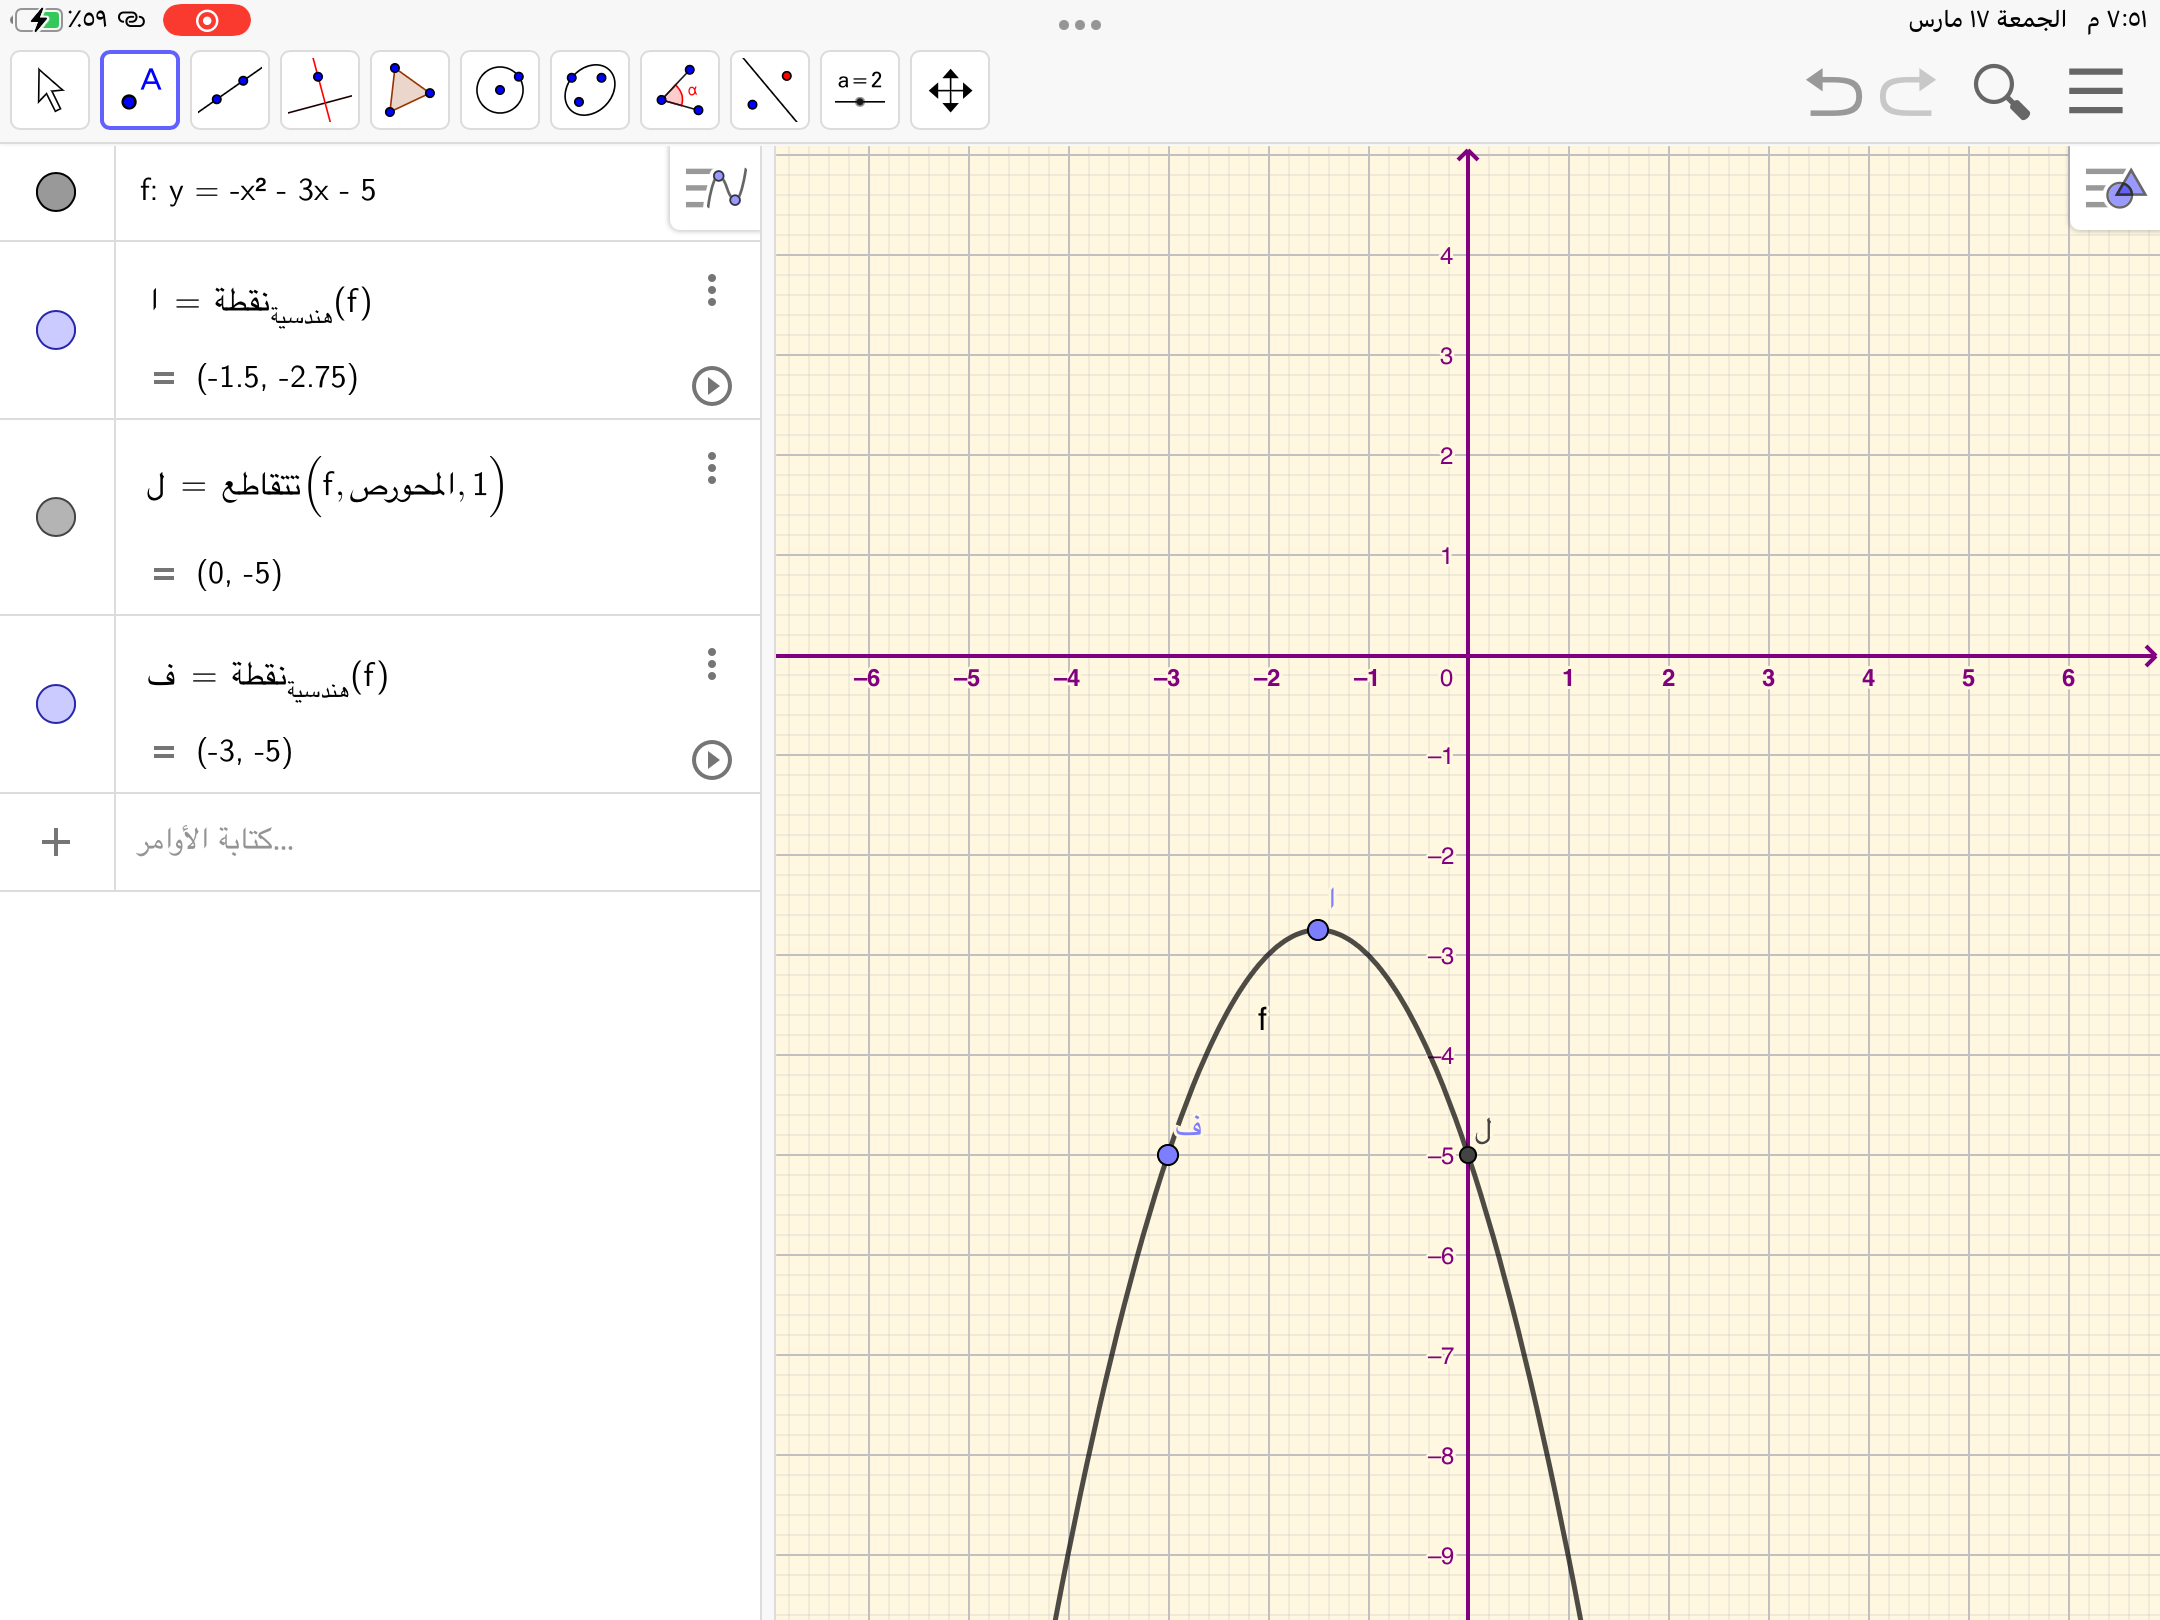 ٪٥٩
٧:٥١ م الجمعة ١٧ مارس
A
α
a=2
f: y = -x² - 3x - 5
ا = نقطة هندسية(f)
= (-1.5, -2.75)
ل = تتقاطع(f, المحورص, 1)
= (0, -5)
ف = نقطة هندسية(f)
= (-3, -5)
كتابة الأوامر...
4
3
2
1
–6 –5 –4 –3 –2 –1 0 1 2 3 4 5 6
–1
–2
ا
–3
f
–4
ف
ل
–5
–6
–7
–8
–9